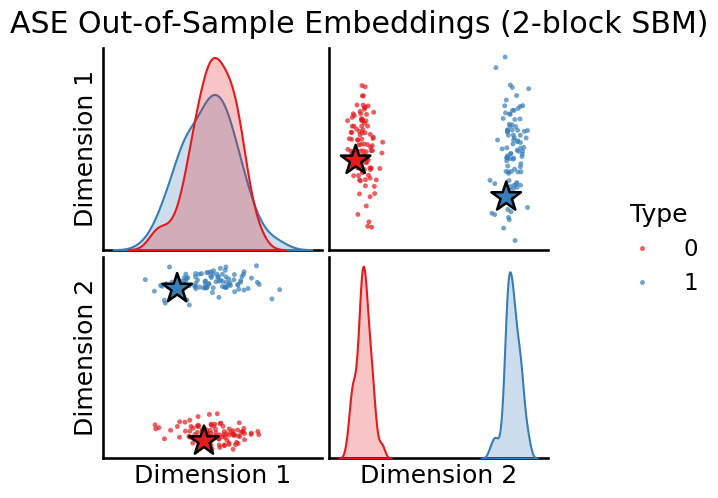 ASE Out-of-Sample Embeddings (2-block SBM)
Dimension 1
Type
0
1
Dimension 2
Dimension 1
Dimension 2